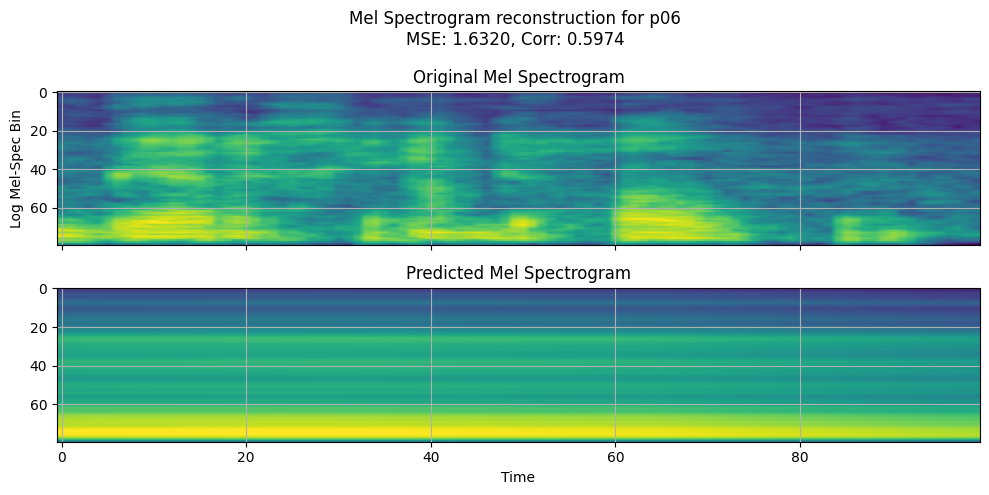 Mel Spectrogram reconstruction for p06
MSE: 1.6320, Corr: 0.5974
Original Mel Spectrogram
0
20
40
60
Log Mel-Spec Bin
Predicted Mel Spectrogram
0
20
40
60
0 20 40 60 80
Time